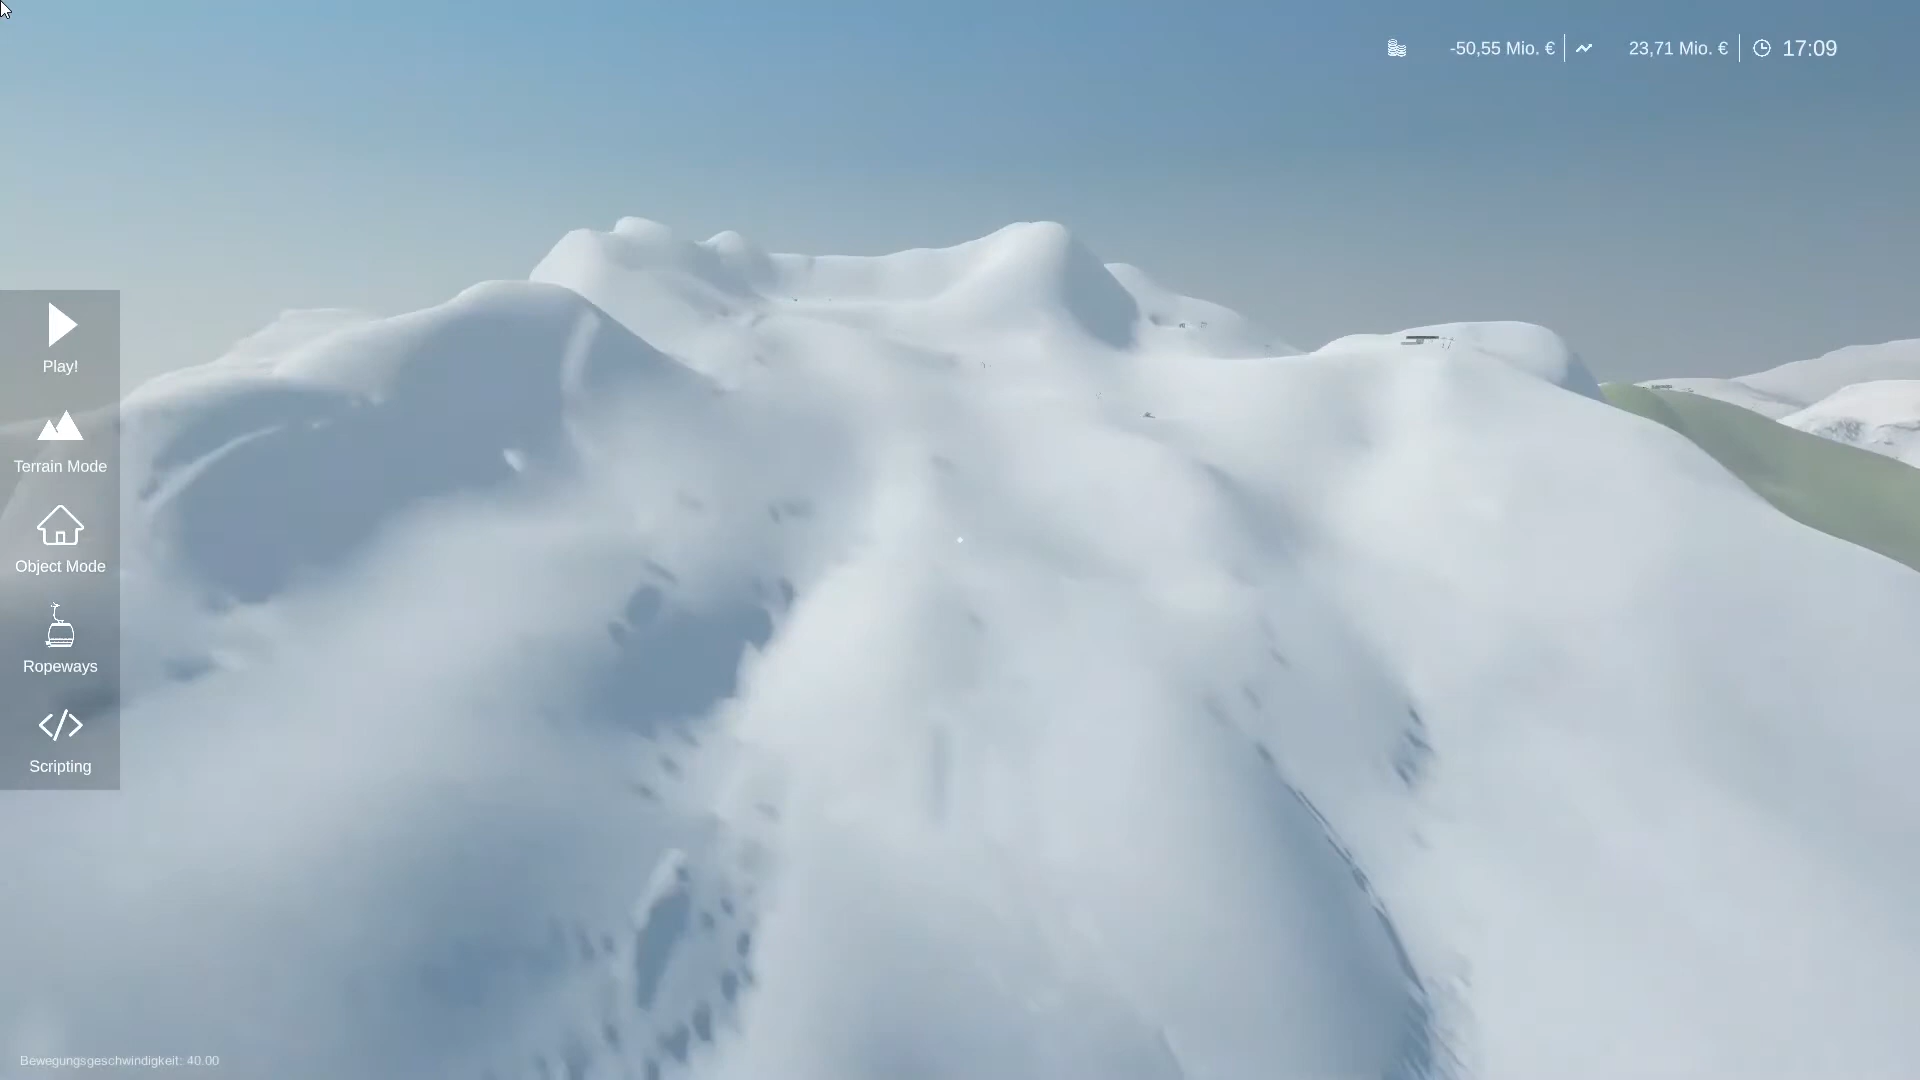 -50,55 Mio. €
23,71 Mio. €
17:09
Play!
Terrain Mode
Object Mode
Ropeways
Scripting
Bewegungsgeschwindigkeit: 40.00